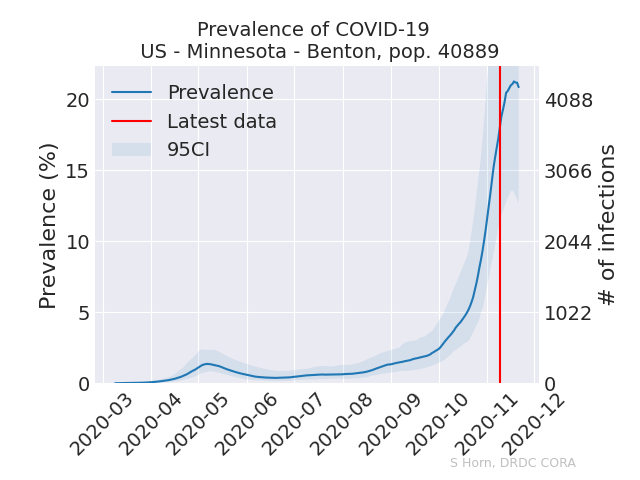 Prevalence of COVID-19
US - Minnesota - Benton, pop. 40889
Prevalence
Latest data
95CI
Prevalence (%)
20
15
10
5
0
4088
3066
2044
1022
0
# of infections
2020-03
2020-04
2020-05
2020-06
2020-07
2020-08
2020-09
2020-10
2020-11
2020-12
S Horn, DRDC CORA